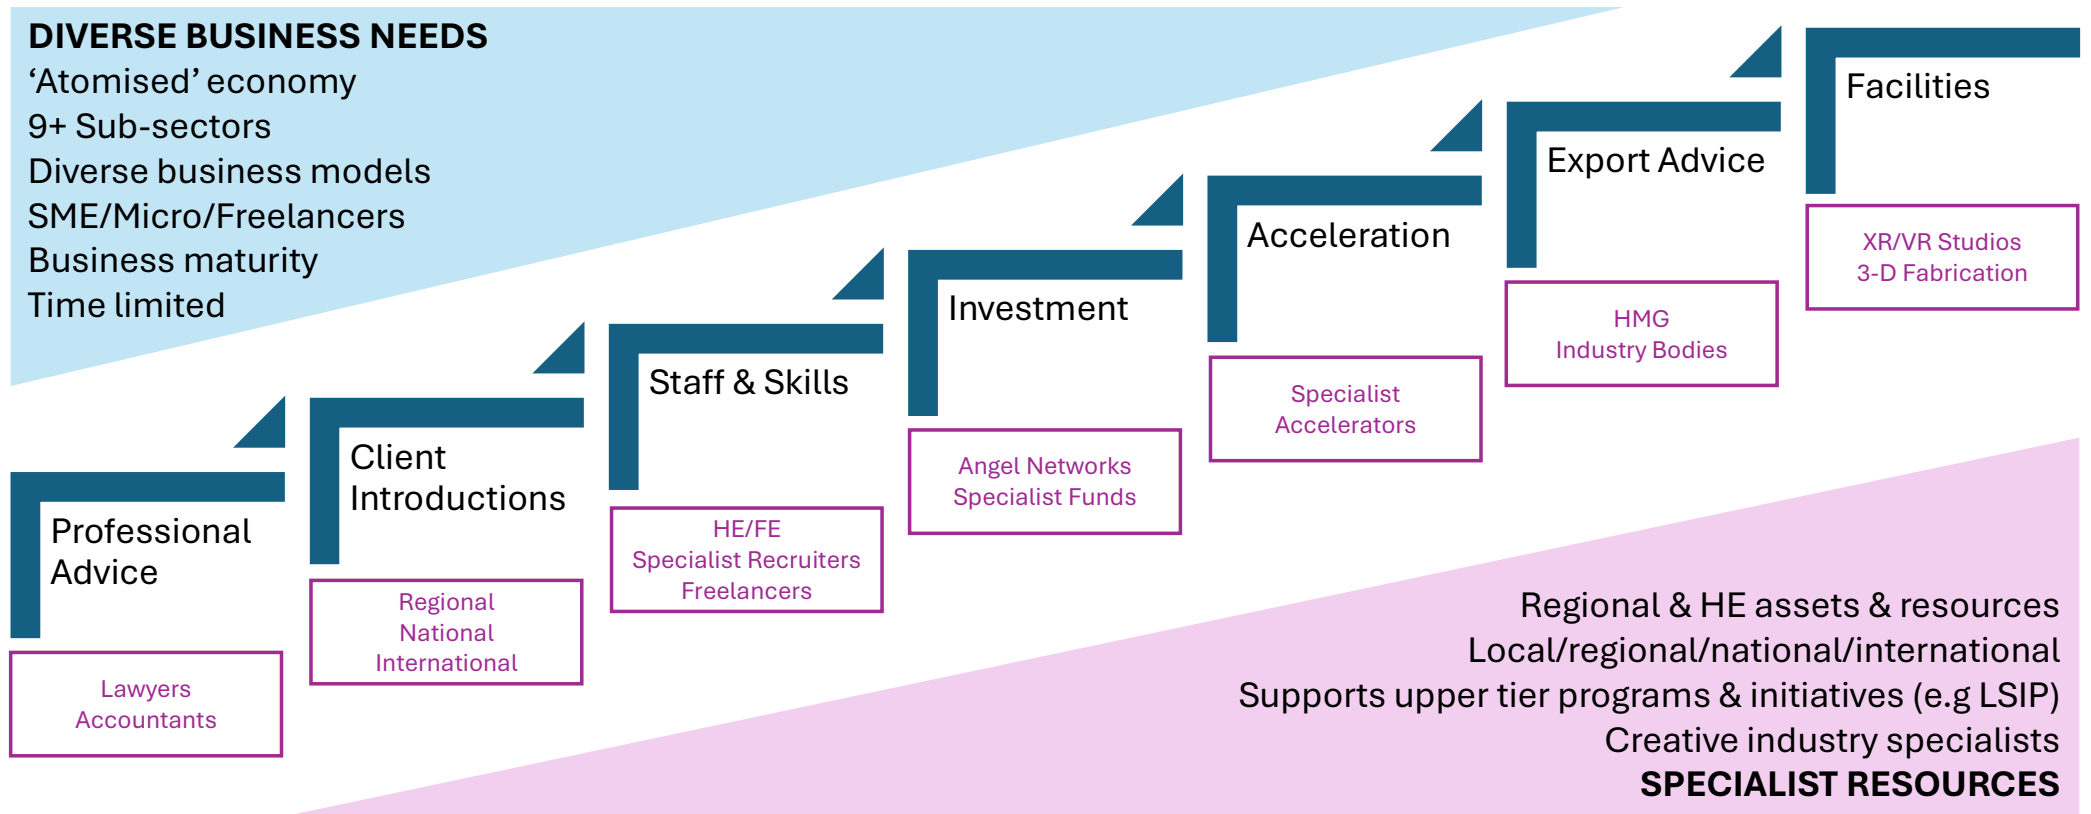 DIVERSE BUSINESS NEEDS
‘Atomised’ economy
9+ Sub-sectors
Diverse business models
SME/Micro/Freelancers
Business maturity
Time limited
Professional
Advice
Lawyers
Accountants
Client
Introductions
Regional
National
International
Staff & Skills
HE/FE
Specialist Recruiters
Freelancers
Investment
Angel Networks
Specialist Funds
Acceleration
Specialist
Accelerators
Export Advice
HMG
Industry Bodies
Facilities
XR/VR Studios
3-D Fabrication
Regional & HE assets & resources
Local/regional/national/international
Supports upper tier programs & initiatives (e.g LSIP)
Creative industry specialists
SPECIALIST RESOURCES